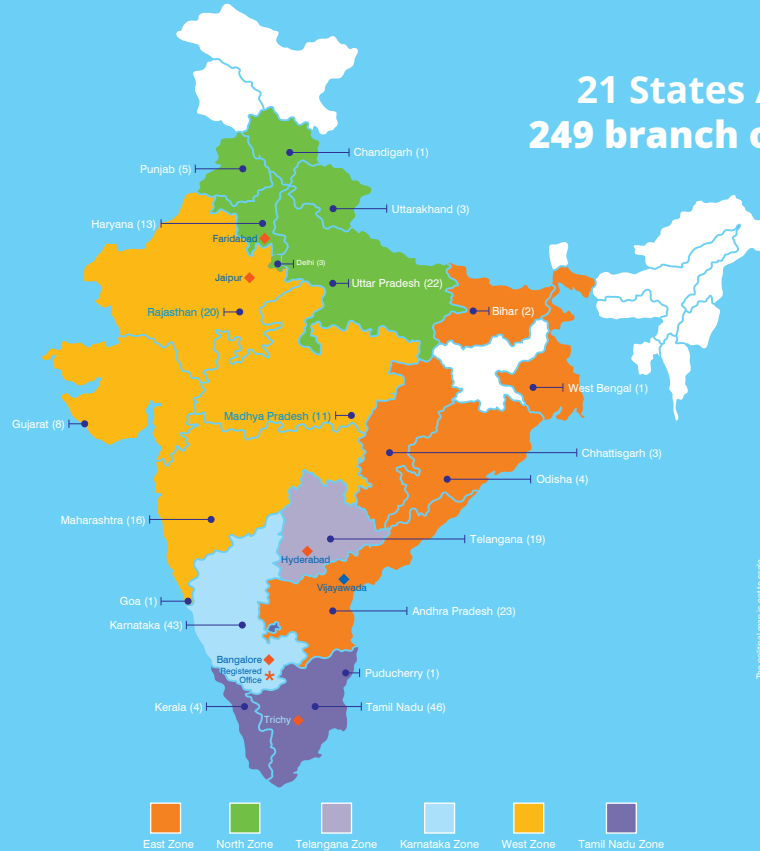 21 States
249 branch
Chandigarh (1)
Punjab (5)
Uttarakhand (3)
Haryana (13)
Faridabad
Delhi (3)
Jaipur
Uttar Pradesh (22)
Rajasthan (20)
Bihar (2)
West Bengal (1)
Madhya Pradesh (11)
Gujarat (8)
Chhattisgarh (3)
Odisha (4)
Maharashtra (16)
Telangana (19)
Hyderabad
Vijayawada
Goa (1)
Andhra Pradesh (23)
Karnataka (43)
Bangalore
Registered
Office
Puducherry (1)
Kerala (4)
Tamil Nadu (46)
Trichy
East Zone
North Zone
Telangana Zone
Karnataka Zone
West Zone
Tamil Nadu Zone